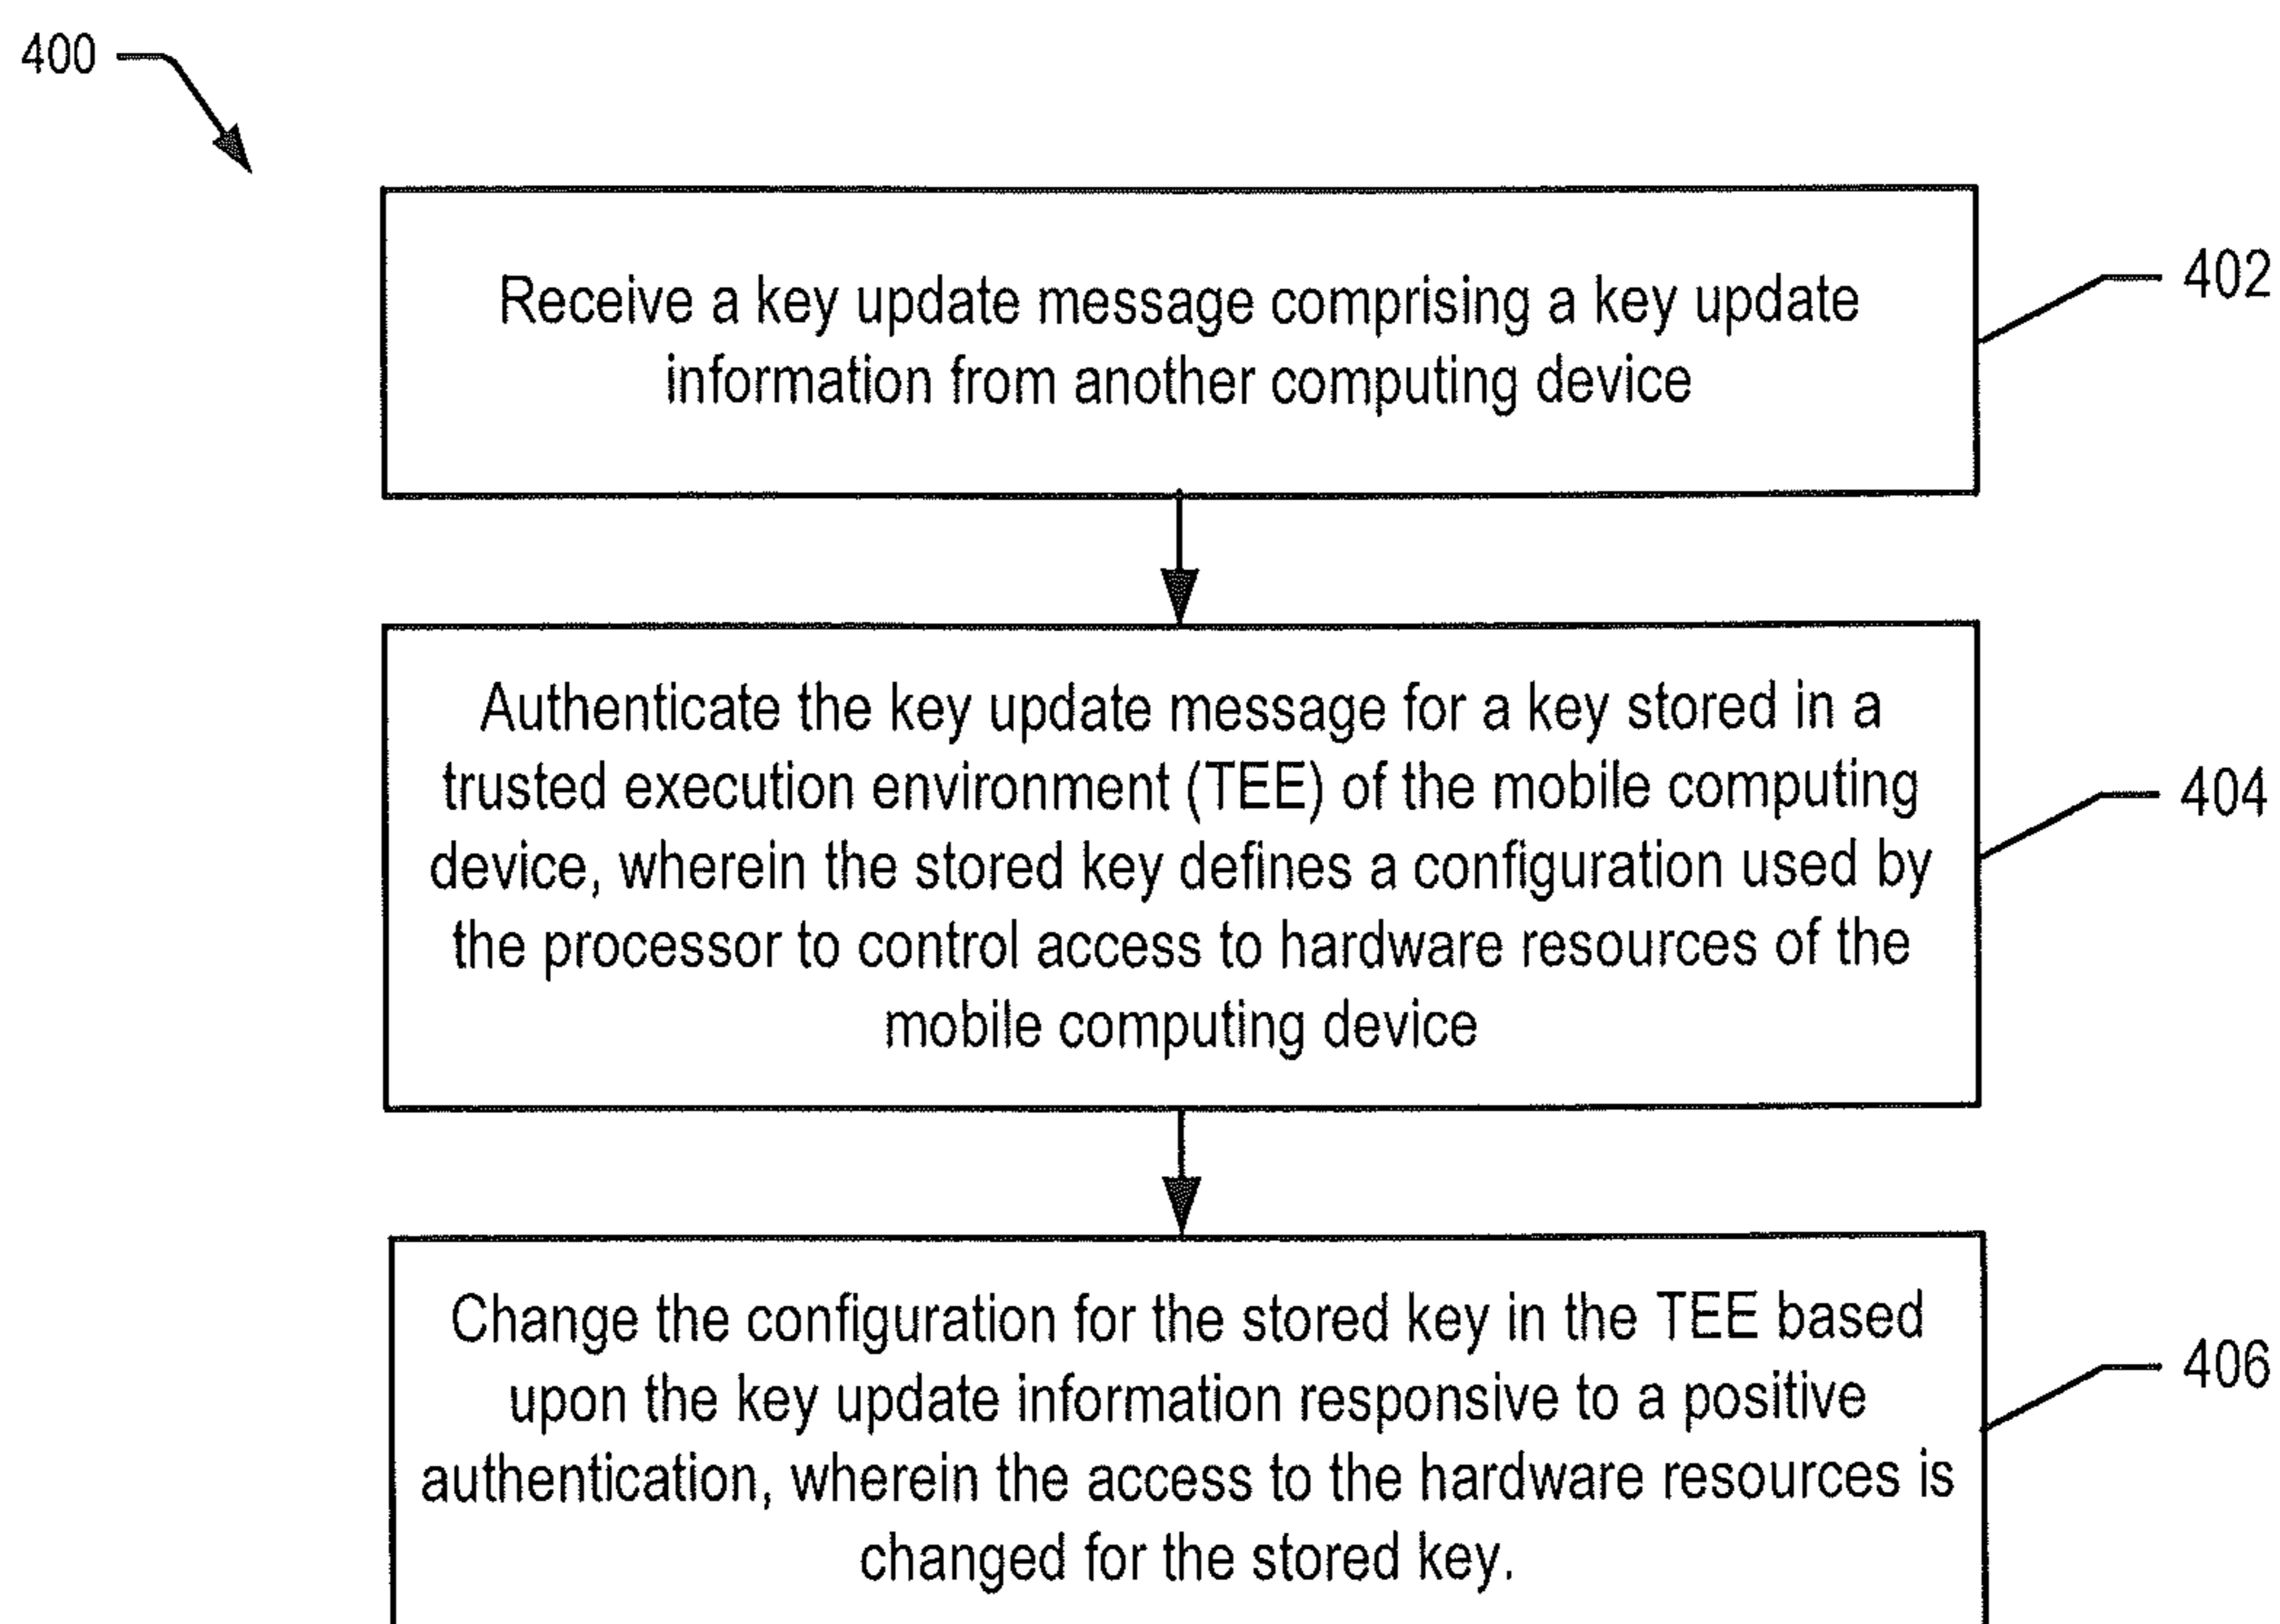 400
Receive a key update message comprising a key update
information from another computing device
402
Authenticate the key update message for a key stored in a
trusted execution environment (TEE) of the mobile computing
device, wherein the stored key defines a configuration used by
the processor to control access to hardware resources of the
mobile computing device
404
Change the configuration for the stored key in the TEE based
upon the key update information responsive to a positive
authentication, wherein the access to the hardware resources is
changed for the stored key.
406